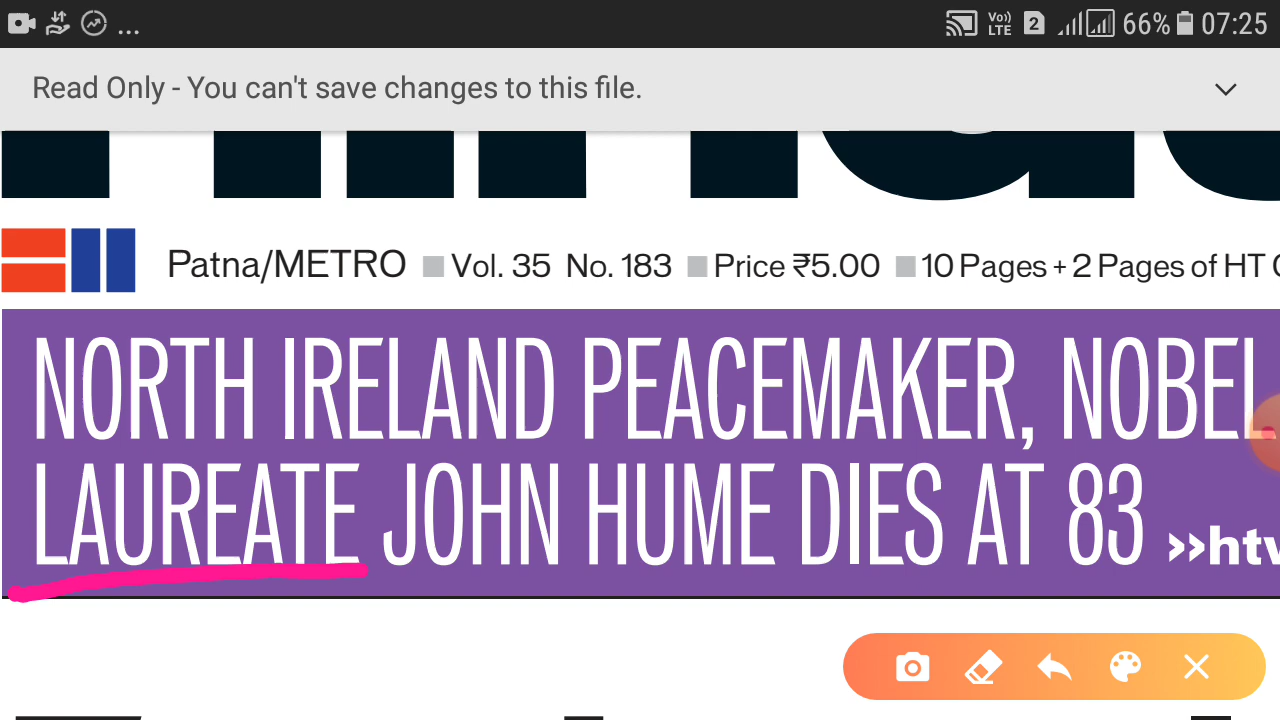 ... 2 66% 07:25
Read Only - You can't save changes to this file.
Patna/METRO Vol. 35 No. 183 Price ₹5.00 10 Pages + 2 Pages of HT
NORTH IRELAND PEACEMAKER, NOBEL
LAUREATE JOHN HUME DIES AT 83